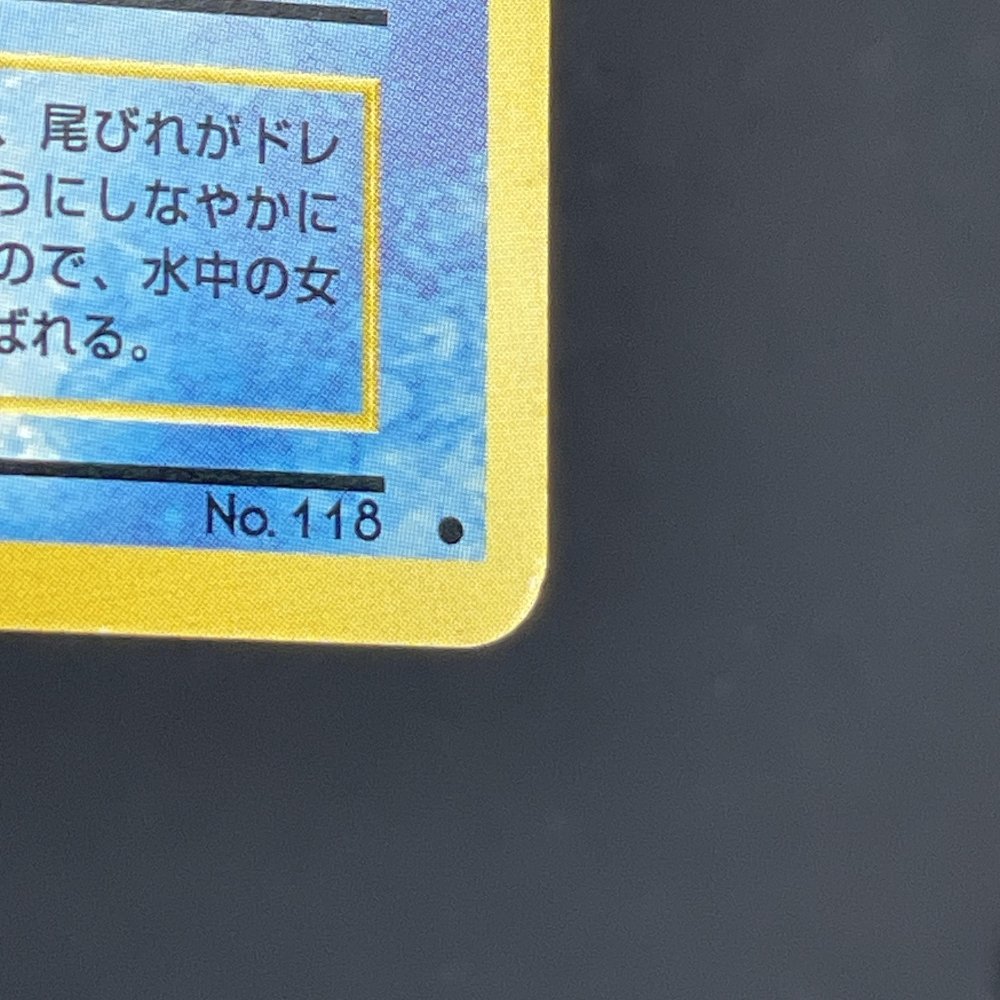 、尾びれがドレ
うにしなやかに
ので、水中の女
ばれる。
No. 118 ●